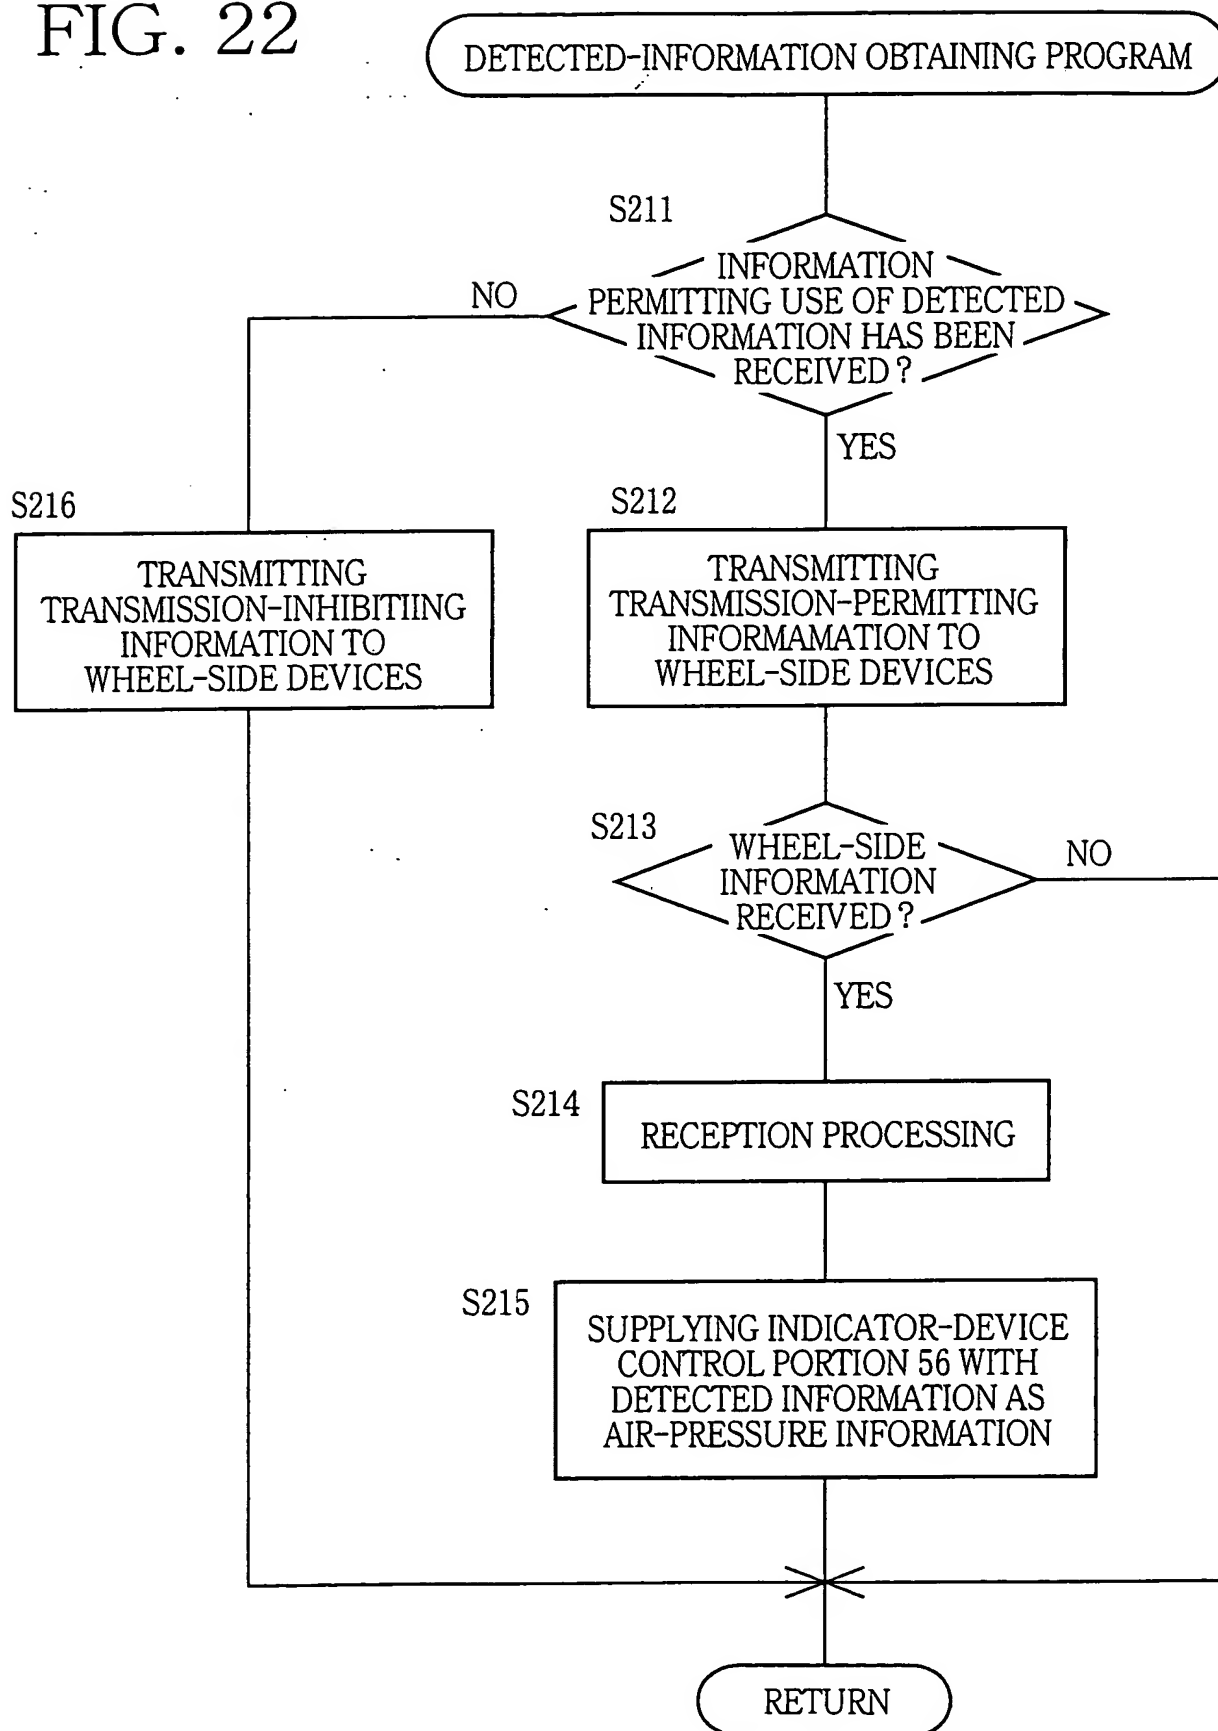 FIG. 22
DETECTED-INFORMATION OBTAINING PROGRAM
S211
INFORMATION
PERMITTING USE OF DETECTED
INFORMATION HAS BEEN
RECEIVED ?
NO
YES
S216
TRANSMITTING
TRANSMISSION-INHIBITIING
INFORMATION TO
WHEEL-SIDE DEVICES
S212
TRANSMITTING
TRANSMISSION-PERMITTING
INFORMAMATION TO
WHEEL-SIDE DEVICES
S213
WHEEL-SIDE
INFORMATION
RECEIVED ?
NO
YES
S214
RECEPTION PROCESSING
S215
SUPPLYING INDICATOR-DEVICE
CONTROL PORTION 56 WITH
DETECTED INFORMATION AS
AIR-PRESSURE INFORMATION
RETURN